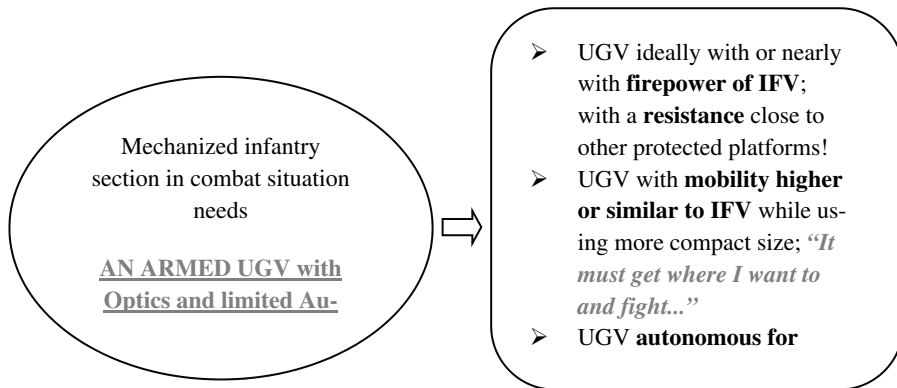 Mechanized infantry
section in combat situation
needs
AN ARMED UGV with
Optics and limited Au-
➢ UGV ideally with or nearly
with firepower of IFV;
with a resistance close to
other protected platforms!
➢ UGV with mobility higher
or similar to IFV while us-
ing more compact size; “It
must get where I want to
and fight...”
➢ UGV autonomous for